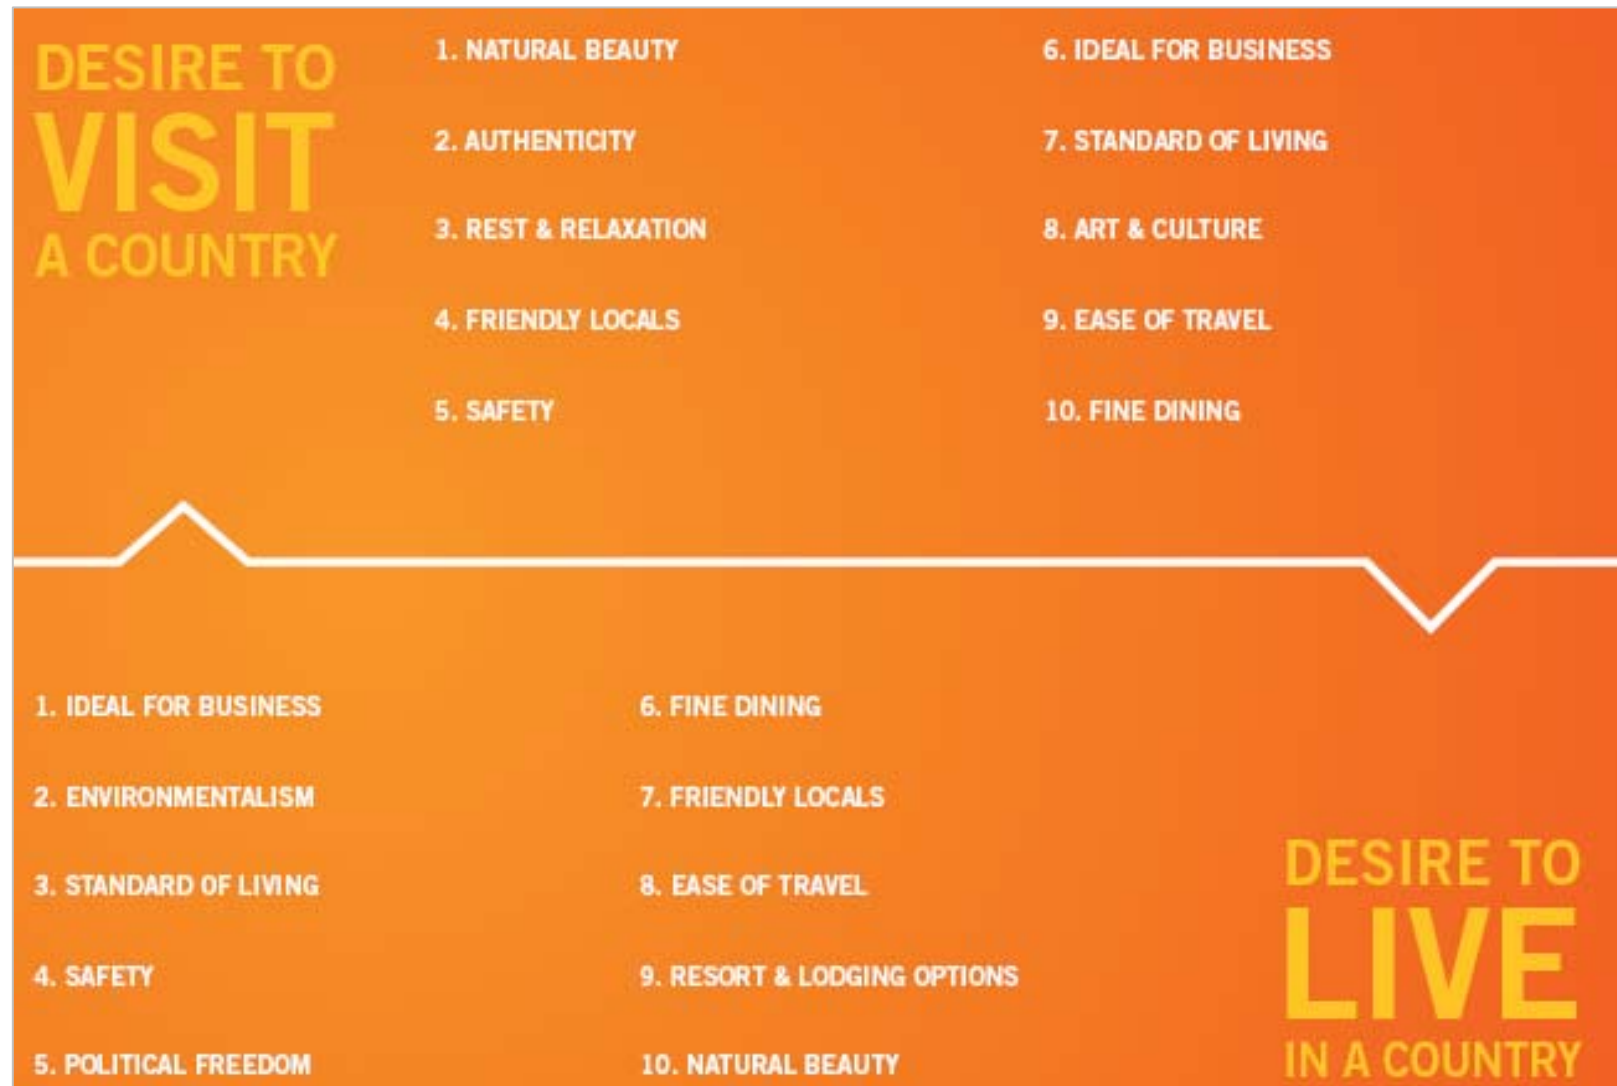 DESIRE TO
VISIT
A COUNTRY
1. NATURAL BEAUTY
2. AUTHENTICITY
3. REST & RELAXATION
4. FRIENDLY LOCALS
5. SAFETY
6. IDEAL FOR BUSINESS
7. STANDARD OF LIVING
8. ART & CULTURE
9. EASE OF TRAVEL
10. FINE DINING
1. IDEAL FOR BUSINESS
2. ENVIRONMENTALISM
3. STANDARD OF LIVING
4. SAFETY
5. POLITICAL FREEDOM
6. FINE DINING
7. FRIENDLY LOCALS
8. EASE OF TRAVEL
9. RESORT & LODGING OPTIONS
10. NATURAL BEAUTY
DESIRE TO
LIVE
IN A COUNTRY